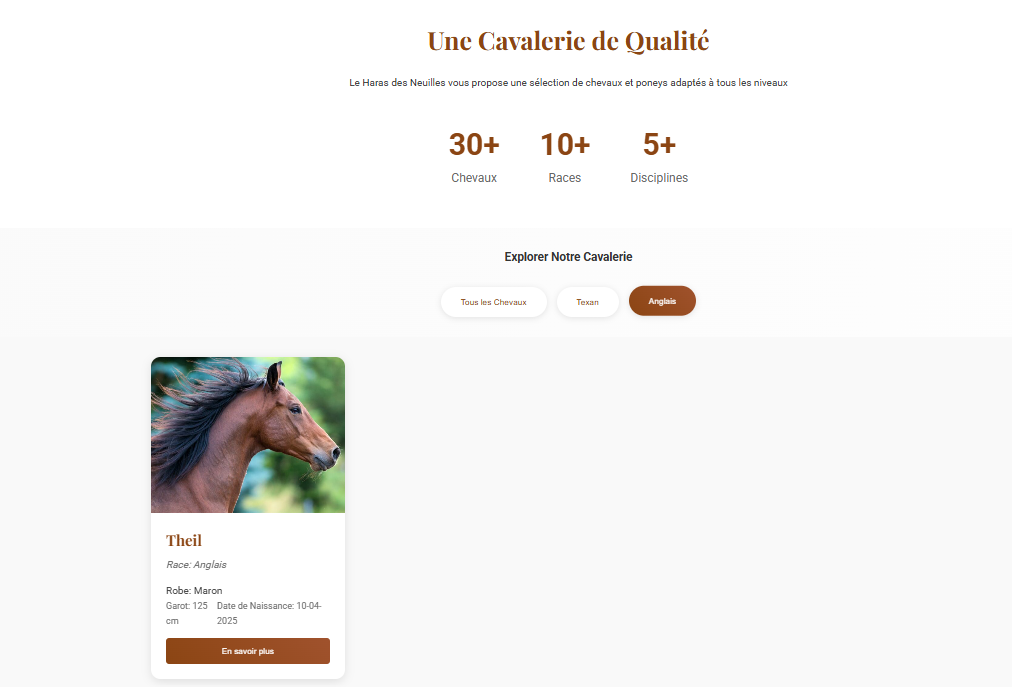 Une Cavalerie de Qualité
Le Haras des Neuilles vous propose une sélection de chevaux et poneys adaptés à tous les niveaux
30+ 10+ 5+
Chevaux Races Disciplines
Explorer Notre Cavalerie
Tous les Chevaux Texan Anglais
Theil
Race: Anglais
Robe: Maron
Garot: 125 cm
Date de Naissance: 10-04-2025
En savoir plus